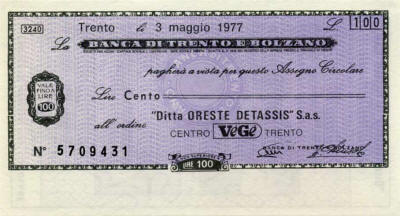 3240 Trento li 3 maggio 1977 L. 100
La BANCA DI TRENTO E BOLZANO
pagherà a vista per questo Assegno Circolare
VALE FINO A LIRE 100
Lire Cento
all'ordine "Ditta ORESTE DETASSIS" S.a.s.
CENTRO VéGé TRENTO
N° 5709431
BANCA DI TRENTO E BOLZANO
LIRE 100